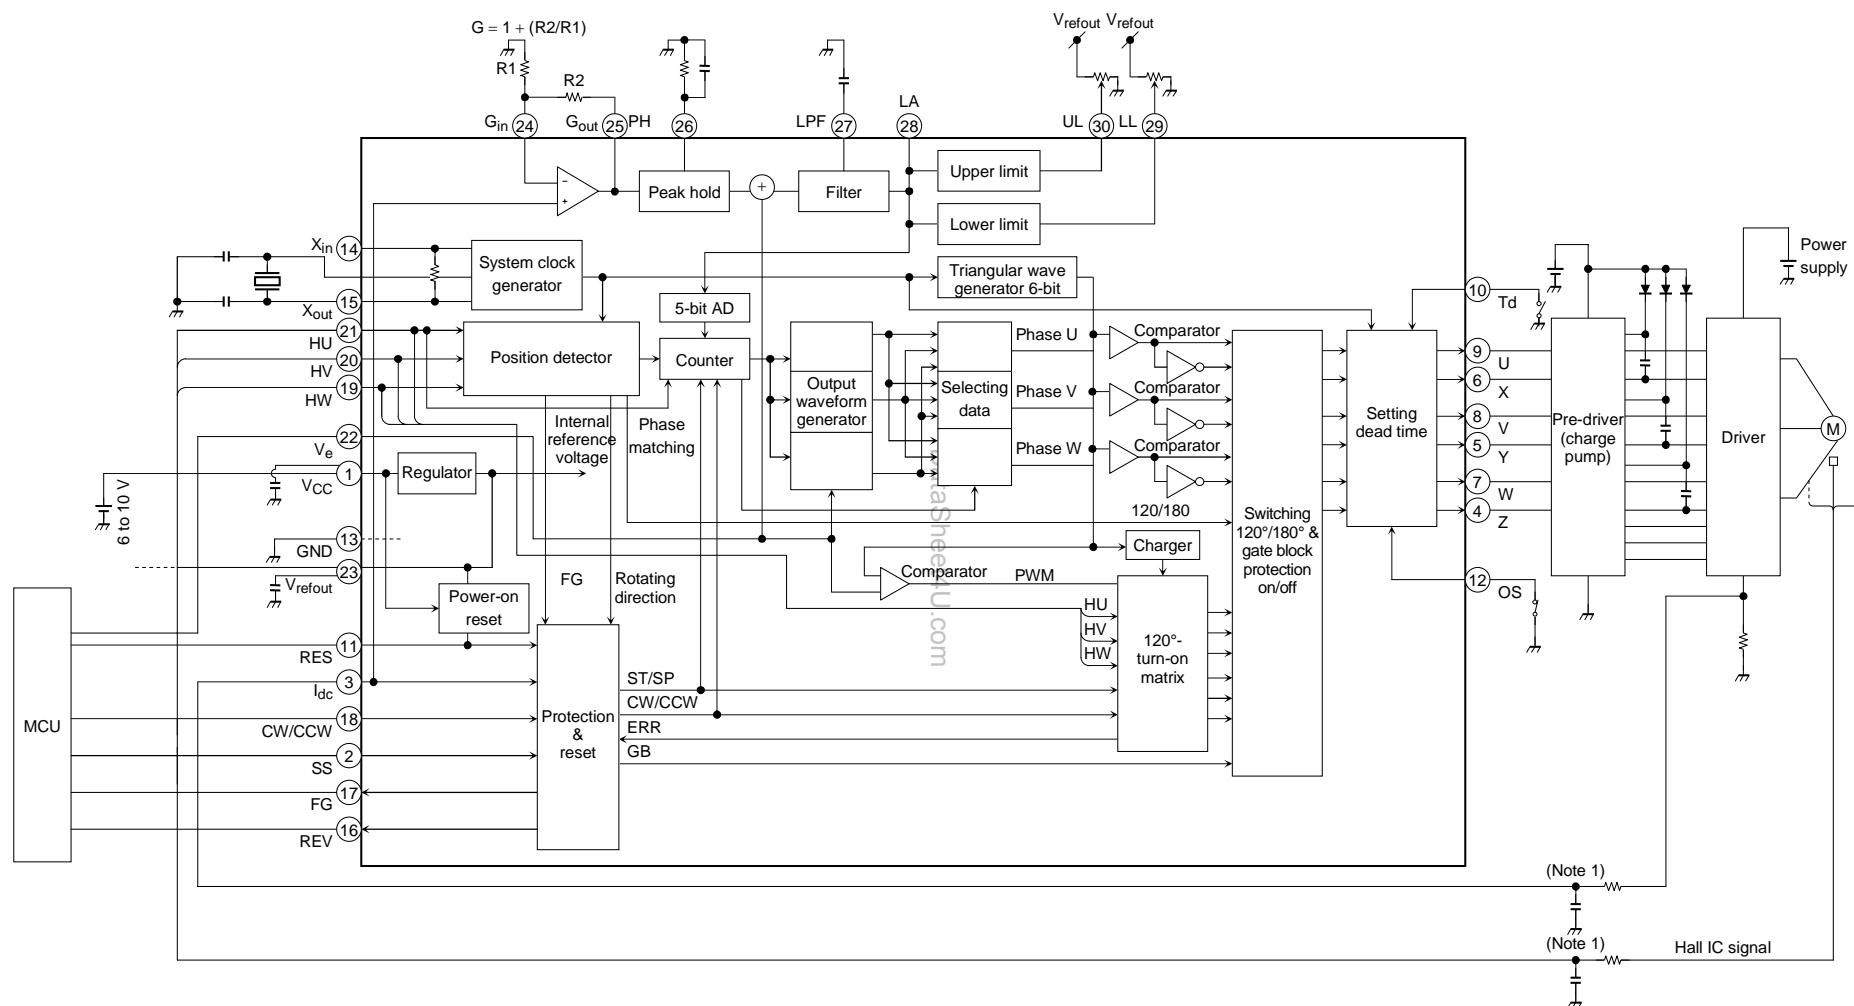 G = 1 + (R2/R1)
Vrefout Vrefout
R1
R2
LA
Gin 24 Gout 25 PH 26 LPF 27 28 UL 30 LL 29
Upper limit
Peak hold
+
Filter
Lower limit
Xin 14
System clock generator
Triangular wave generator 6-bit
Power supply
15
Xout
5-bit AD
10
Td
21
HU
20
HV
19
HW
Position detector
Counter
Output waveform generator
Selecting data
Phase U
Phase V
Phase W
Comparator
Comparator
Comparator
Setting dead time
9
U
6
X
8
V
5
Y
7
W
4
Z
Pre-driver (charge pump)
Driver
M
22
Ve
Internal reference voltage
Phase matching
1
VCC
Regulator
6 to 10 V
120/180
Switching 120°/180° & gate block protection on/off
13
GND
23
Vrefout
Charger
Comparator
PWM
FG
Rotating direction
Power-on reset
12
OS
HU
HV
HW
120°-turn-on matrix
11
RES
3
Idc
18
CW/CCW
2
SS
17
FG
16
REV
MCU
Protection & reset
ST/SP
CW/CCW
ERR
GB
taSheet4U.com
(Note 1)
(Note 1)
Hall IC signal